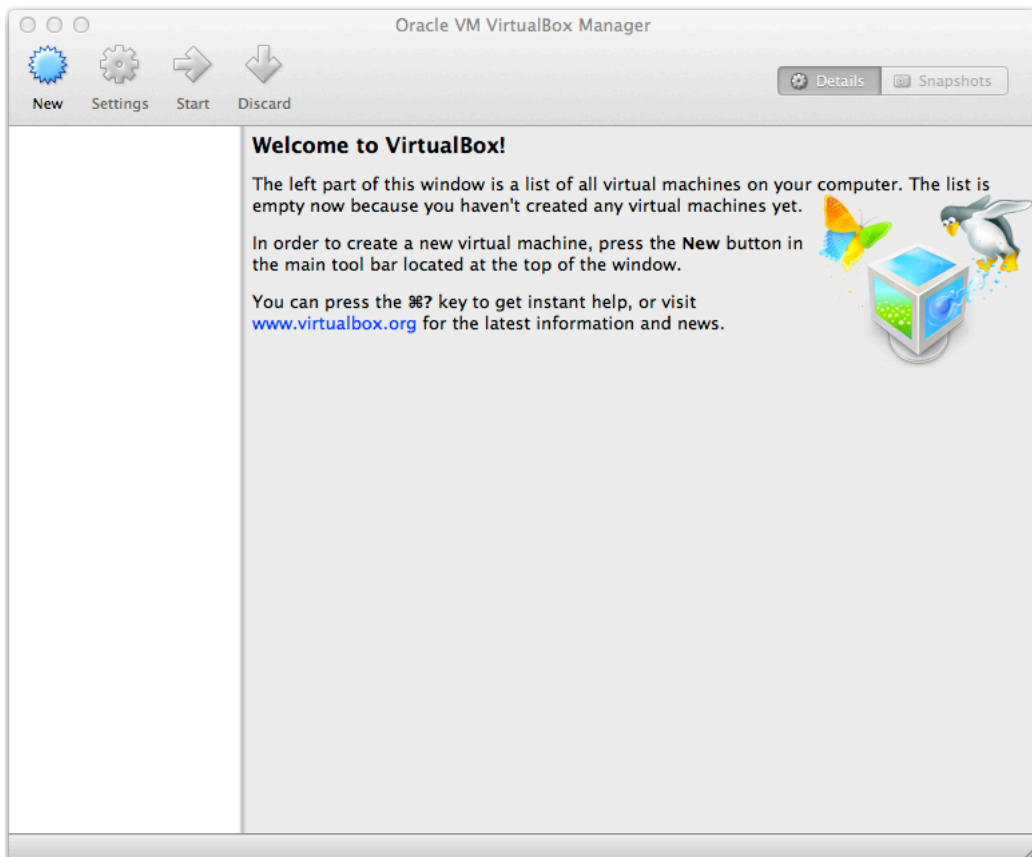 Oracle VM VirtualBox Manager
New Settings Start Discard
Details Snapshots
Welcome to VirtualBox!
The left part of this window is a list of all virtual machines on your computer. The list is
empty now because you haven't created any virtual machines yet.
In order to create a new virtual machine, press the New button in
the main tool bar located at the top of the window.
You can press the ⌘? key to get instant help, or visit
www.virtualbox.org for the latest information and news.